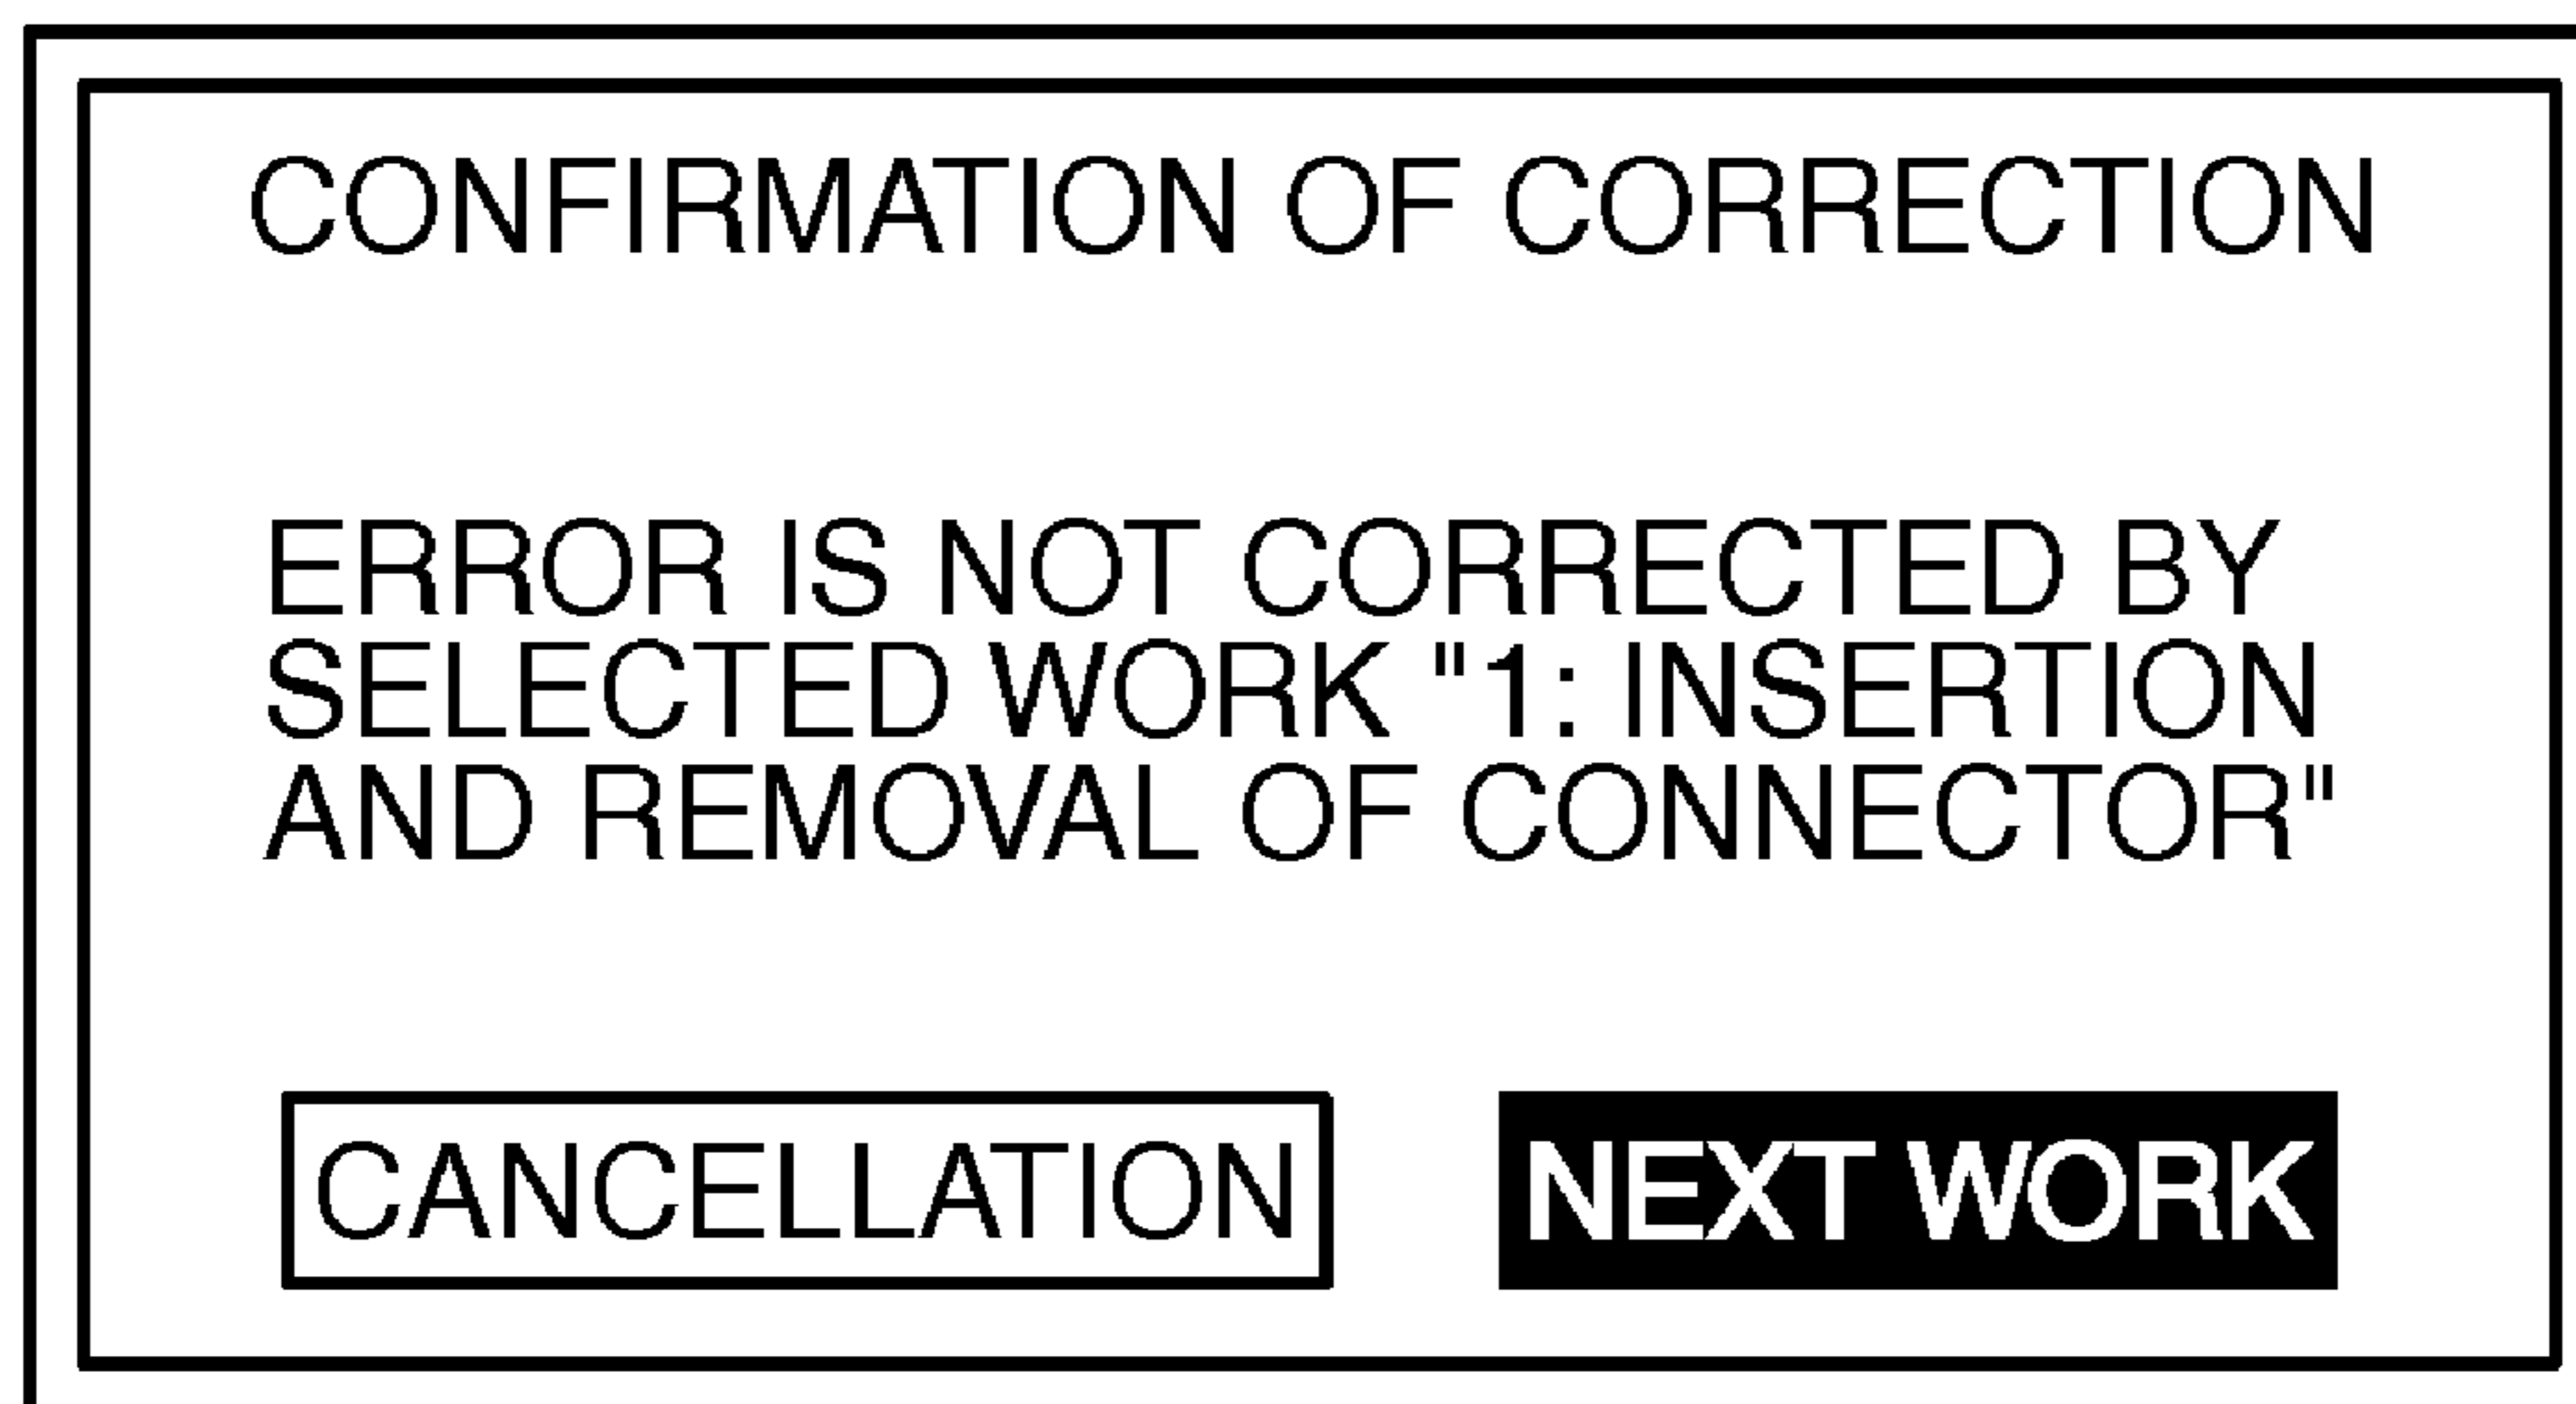 CONFIRMATION OF CORRECTION
ERROR IS NOT CORRECTED BY
SELECTED WORK "1: INSERTION
AND REMOVAL OF CONNECTOR"
CANCELLATION
NEXT WORK